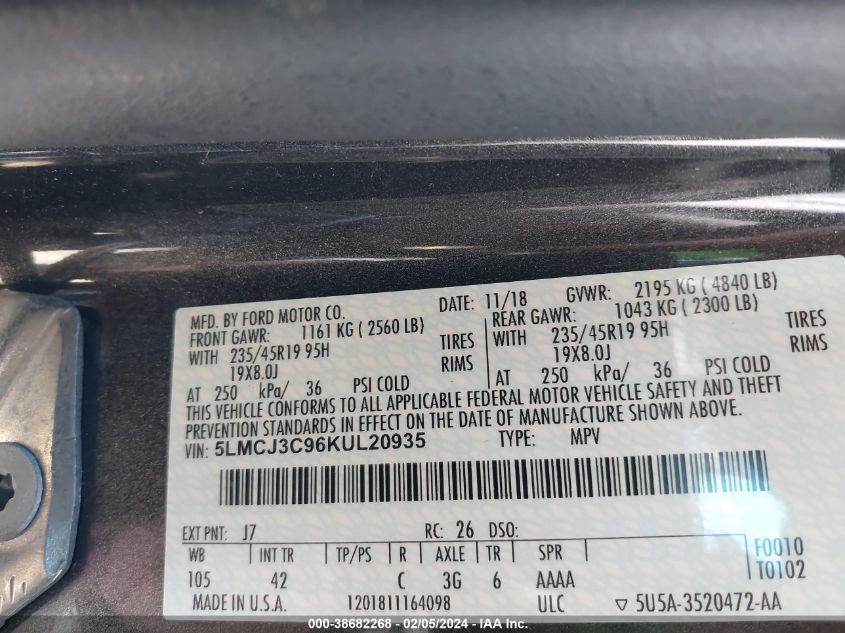 MFD. BY FORD MOTOR CO. DATE: 11/18 GVWR: 2195 KG ( 4840 LB)
FRONT GAWR: 1161 KG ( 2560 LB) REAR GAWR: 1043 KG ( 2300 LB)
WITH 235/45R19 95H TIRES WITH 235/45R19 95H TIRES
19X8.0J RIMS 19X8.0J RIMS
AT 250 kPa/ 36 PSI COLD AT 250 kPa/ 36 PSI COLD
THIS VEHICLE CONFORMS TO ALL APPLICABLE FEDERAL MOTOR VEHICLE SAFETY AND THEFT
PREVENTION STANDARDS IN EFFECT ON THE DATE OF MANUFACTURE SHOWN ABOVE.
VIN: 5LMCJ3C96KUL20935 TYPE: MPV
EXT PNT: J7 RC: 26 DSO:
WB INT TR TP/PS R AXLE TR SPR F0010
105 42 C 3G 6 AAAA T0102
MADE IN U.S.A. 1201811164098 ULC ▽ 5U5A-3520472-AA
000-38682268 - 02/05/2024 - IAA Inc.